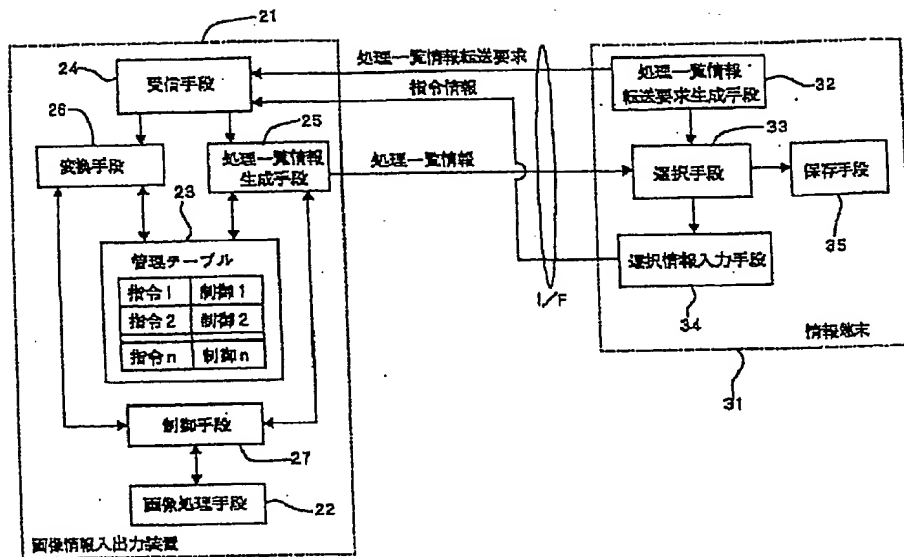 21
24
受信手段
処理一覧情報転送要求
指令情報
処理一覧情報
転送要求生成手段
32
26
変換手段
25
処理一覧情報
生成手段
処理一覧情報
33
選択手段
保存手段
35
23
管理テーブル
指令1 制御1
指令2 制御2
指令n 制御n
選択情報入力手段
34
I/F
情報端末
31
制御手段
27
画像処理手段
22
画像情報入出力装置